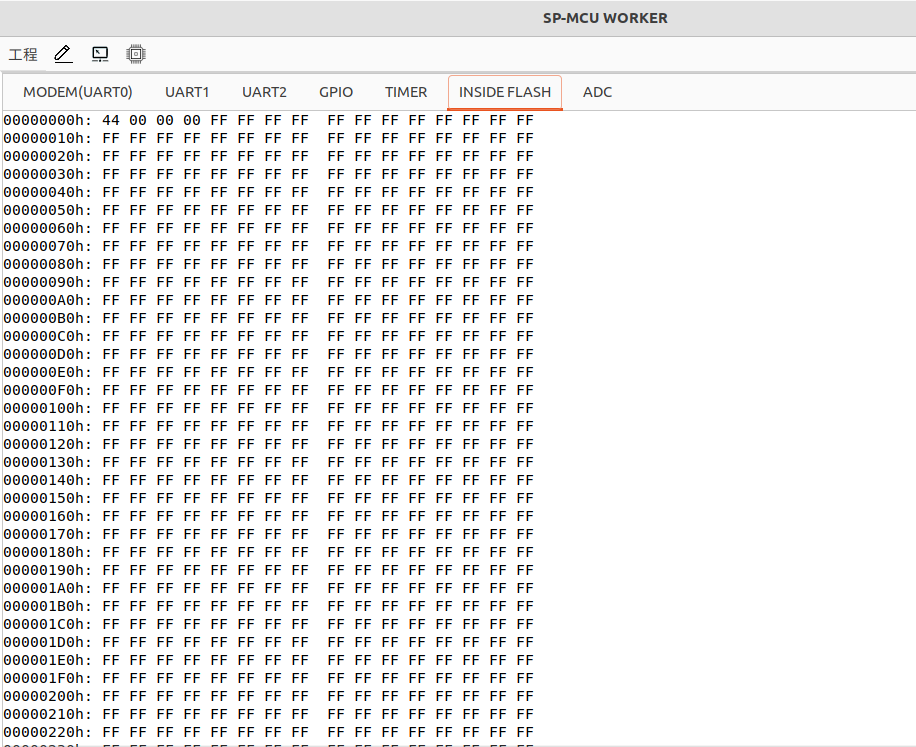 SP-MCU WORKER
工程
MODEM(UART0) UART1 UART2 GPIO TIMER INSIDE FLASH ADC
00000000h: 44 00 00 00 FF FF FF FF FF FF FF FF FF FF FF FF
00000010h: FF FF FF FF FF FF FF FF FF FF FF FF FF FF FF FF
00000020h: FF FF FF FF FF FF FF FF FF FF FF FF FF FF FF FF
00000030h: FF FF FF FF FF FF FF FF FF FF FF FF FF FF FF FF
00000040h: FF FF FF FF FF FF FF FF FF FF FF FF FF FF FF FF
00000050h: FF FF FF FF FF FF FF FF FF FF FF FF FF FF FF FF
00000060h: FF FF FF FF FF FF FF FF FF FF FF FF FF FF FF FF
00000070h: FF FF FF FF FF FF FF FF FF FF FF FF FF FF FF FF
00000080h: FF FF FF FF FF FF FF FF FF FF FF FF FF FF FF FF
00000090h: FF FF FF FF FF FF FF FF FF FF FF FF FF FF FF FF
000000A0h: FF FF FF FF FF FF FF FF FF FF FF FF FF FF FF FF
000000B0h: FF FF FF FF FF FF FF FF FF FF FF FF FF FF FF FF
000000C0h: FF FF FF FF FF FF FF FF FF FF FF FF FF FF FF FF
000000D0h: FF FF FF FF FF FF FF FF FF FF FF FF FF FF FF FF
000000E0h: FF FF FF FF FF FF FF FF FF FF FF FF FF FF FF FF
000000F0h: FF FF FF FF FF FF FF FF FF FF FF FF FF FF FF FF
00000100h: FF FF FF FF FF FF FF FF FF FF FF FF FF FF FF FF
00000110h: FF FF FF FF FF FF FF FF FF FF FF FF FF FF FF FF
00000120h: FF FF FF FF FF FF FF FF FF FF FF FF FF FF FF FF
00000130h: FF FF FF FF FF FF FF FF FF FF FF FF FF FF FF FF
00000140h: FF FF FF FF FF FF FF FF FF FF FF FF FF FF FF FF
00000150h: FF FF FF FF FF FF FF FF FF FF FF FF FF FF FF FF
00000160h: FF FF FF FF FF FF FF FF FF FF FF FF FF FF FF FF
00000170h: FF FF FF FF FF FF FF FF FF FF FF FF FF FF FF FF
00000180h: FF FF FF FF FF FF FF FF FF FF FF FF FF FF FF FF
00000190h: FF FF FF FF FF FF FF FF FF FF FF FF FF FF FF FF
000001A0h: FF FF FF FF FF FF FF FF FF FF FF FF FF FF FF FF
000001B0h: FF FF FF FF FF FF FF FF FF FF FF FF FF FF FF FF
000001C0h: FF FF FF FF FF FF FF FF FF FF FF FF FF FF FF FF
000001D0h: FF FF FF FF FF FF FF FF FF FF FF FF FF FF FF FF
000001E0h: FF FF FF FF FF FF FF FF FF FF FF FF FF FF FF FF
000001F0h: FF FF FF FF FF FF FF FF FF FF FF FF FF FF FF FF
00000200h: FF FF FF FF FF FF FF FF FF FF FF FF FF FF FF FF
00000210h: FF FF FF FF FF FF FF FF FF FF FF FF FF FF FF FF
00000220h: FF FF FF FF FF FF FF FF FF FF FF FF FF FF FF FF